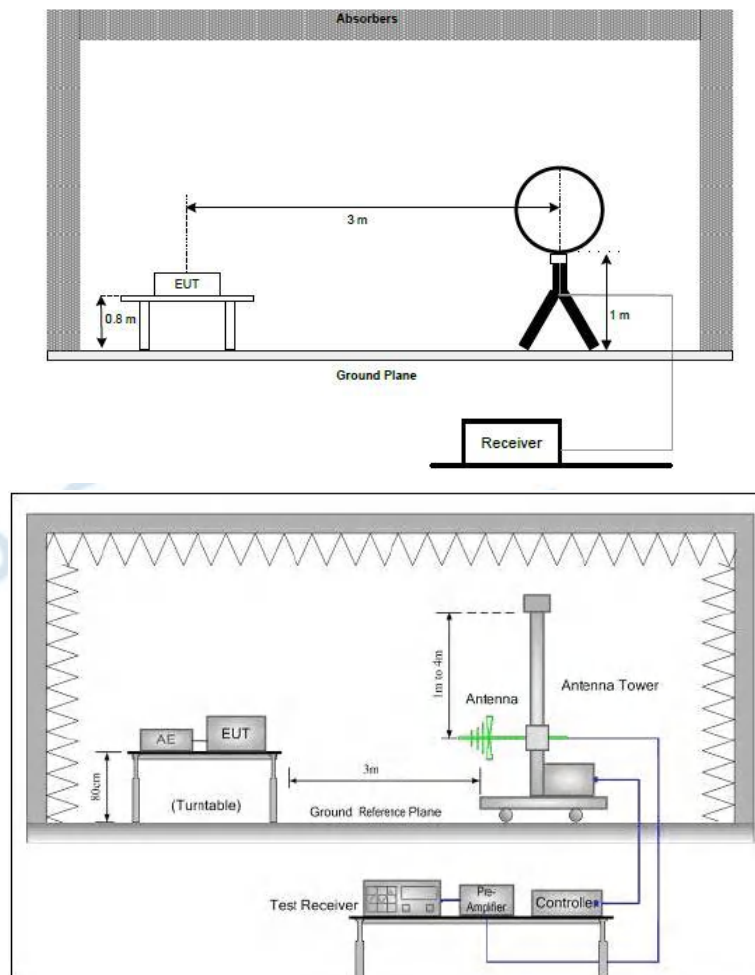 Absorbers
3 m
EUT
0.8 m
1 m
Ground Plane
Receiver
1m to 4m
Antenna
Antenna Tower
AE
EUT
3m
80cm
(Turntable)
Ground Reference Plane
Test Receiver
Pre-
Amplifier
Controller